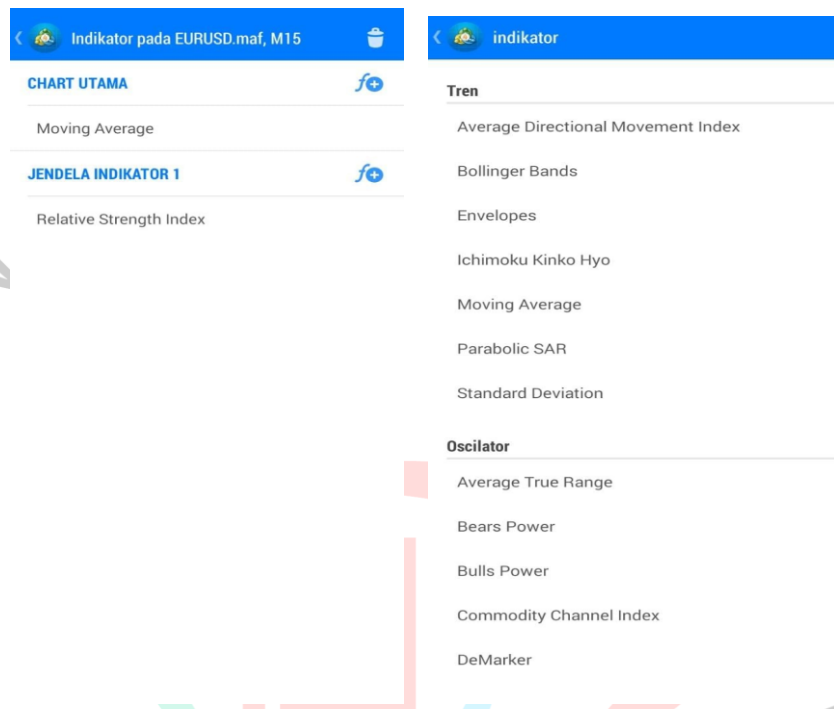 Indikator pada EURUSD.maf, M15
CHART UTAMA
Moving Average
JENDELA INDIKATOR 1
Relative Strength Index
indikator
Tren
Average Directional Movement Index
Bollinger Bands
Envelopes
Ichimoku Kinko Hyo
Moving Average
Parabolic SAR
Standard Deviation
Oscilator
Average True Range
Bears Power
Bulls Power
Commodity Channel Index
DeMarker